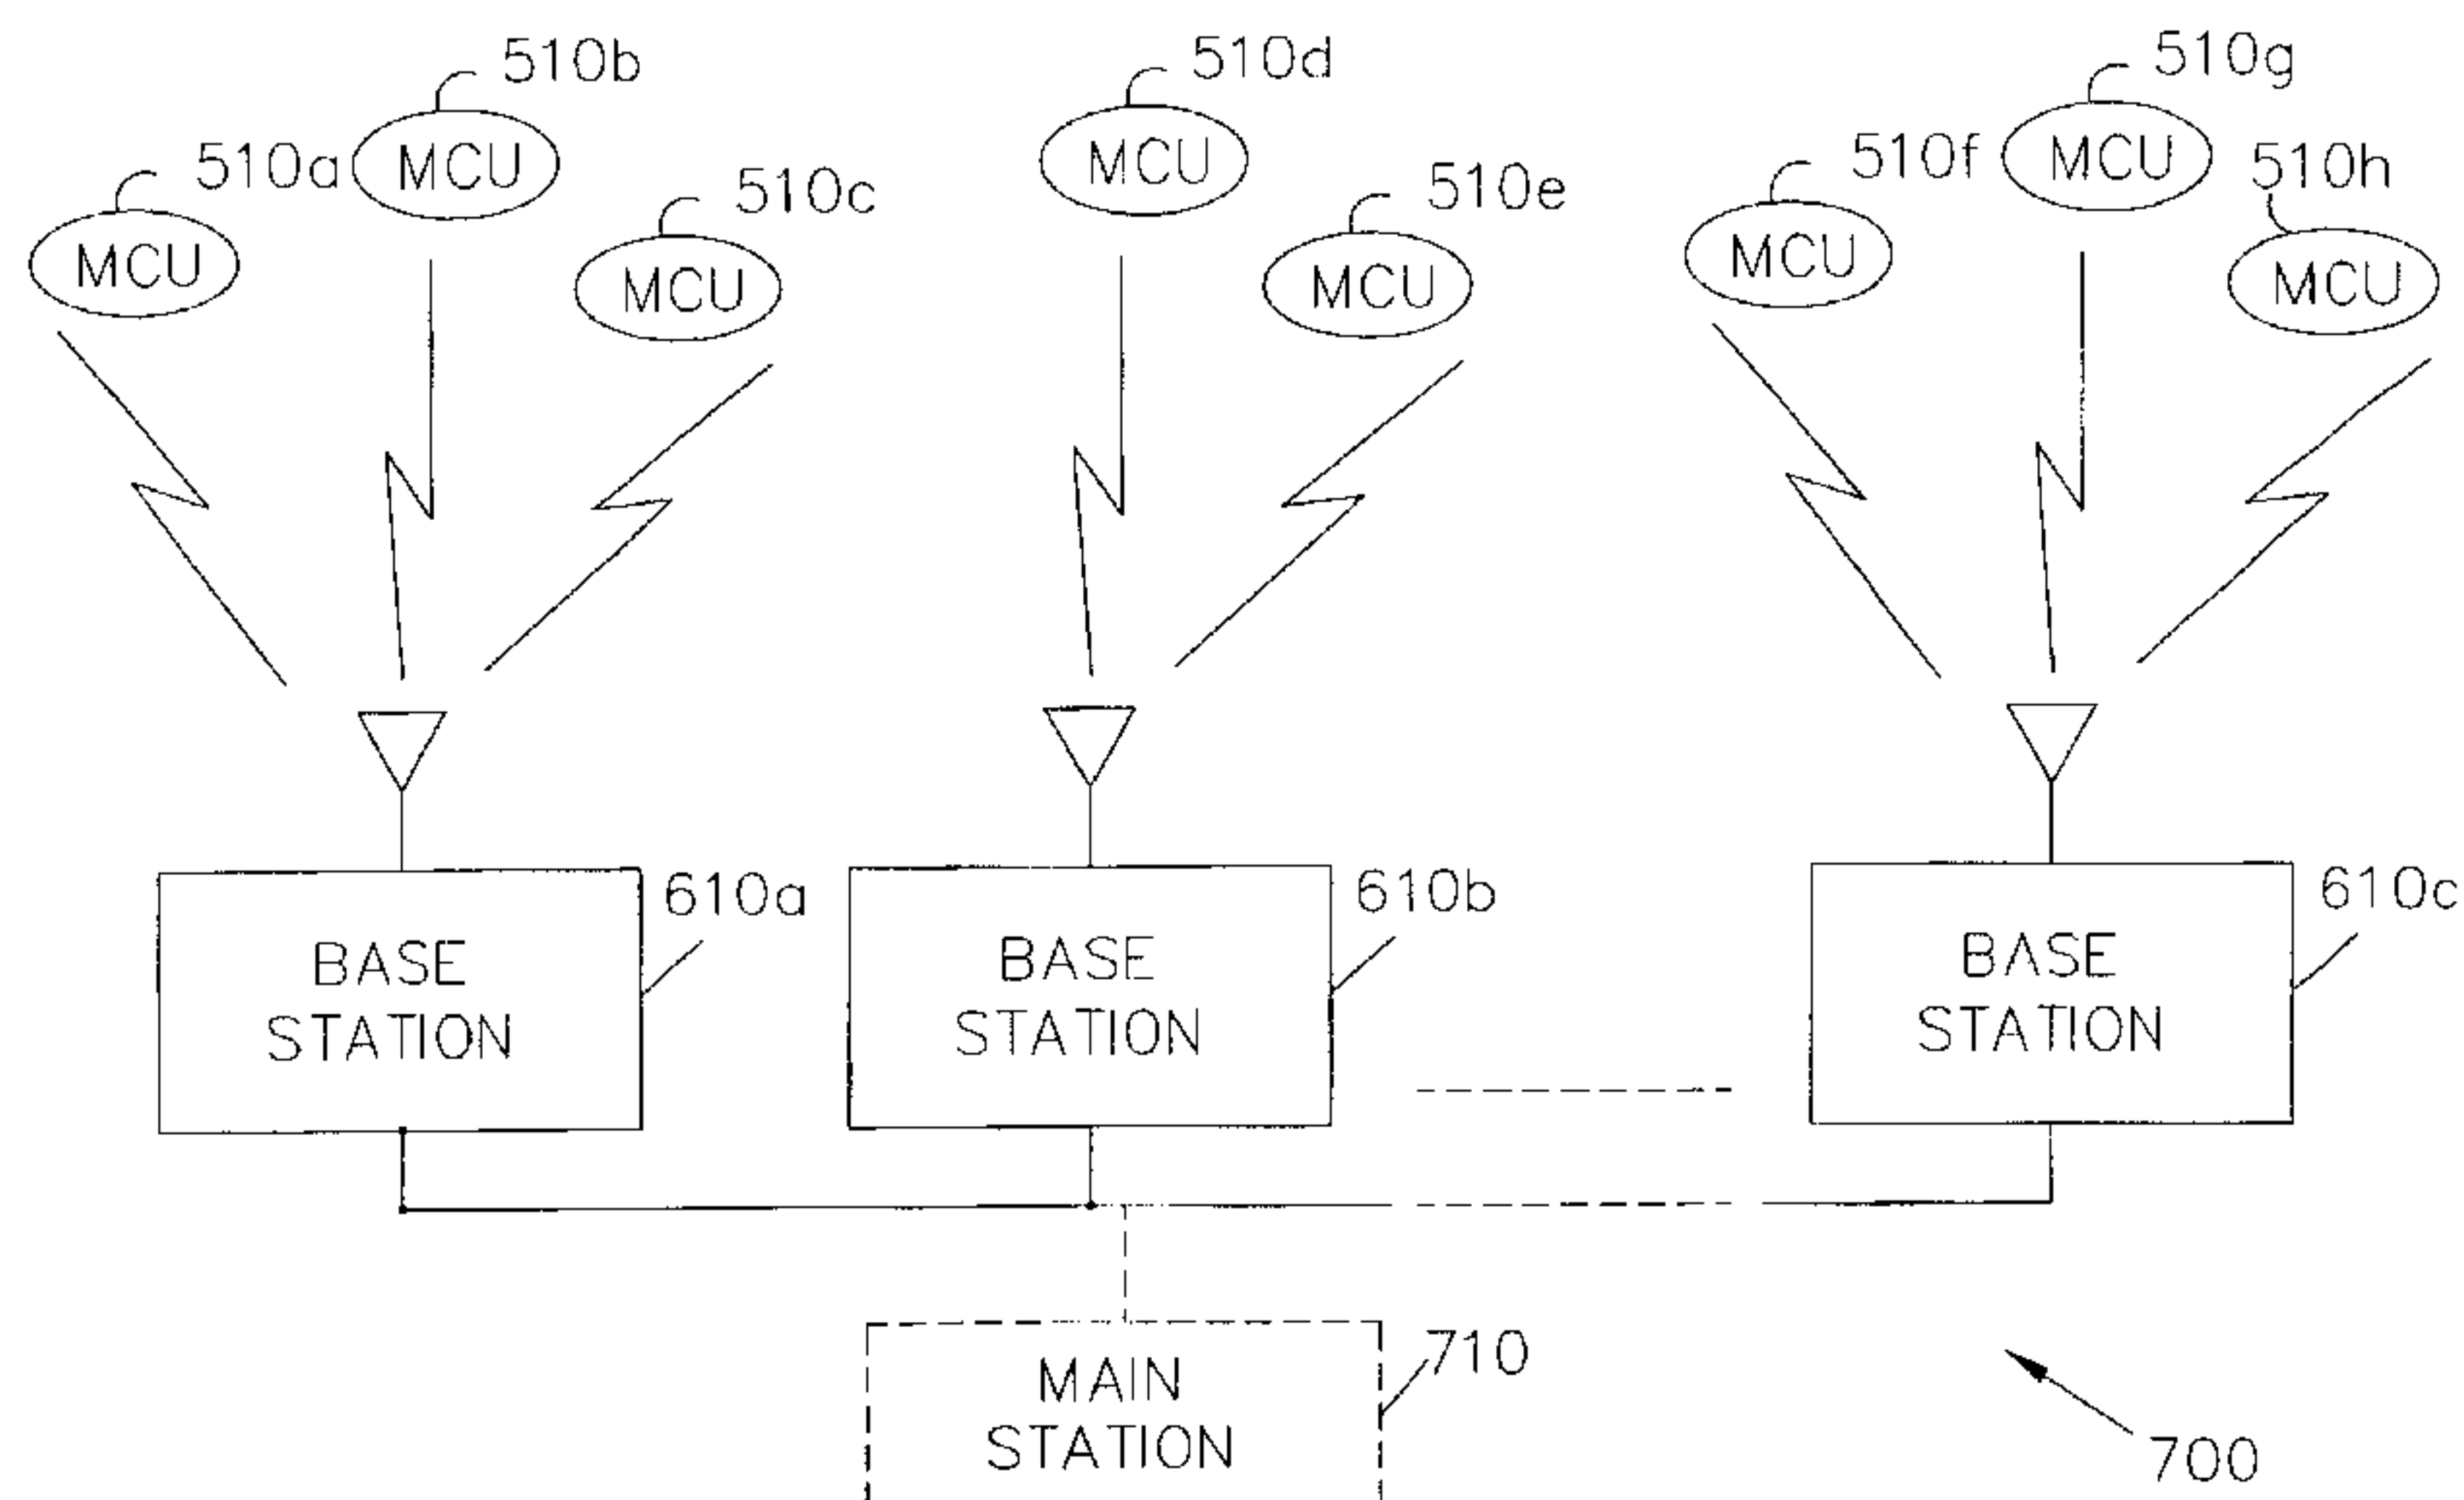 510b
510d
510g
510a
MCU
510c
MCU
510e
510f
MCU
510h
MCU
MCU
MCU
MCU
MCU
610a
610b
610c
BASE
STATION
BASE
STATION
BASE
STATION
MAIN
STATION
710
700